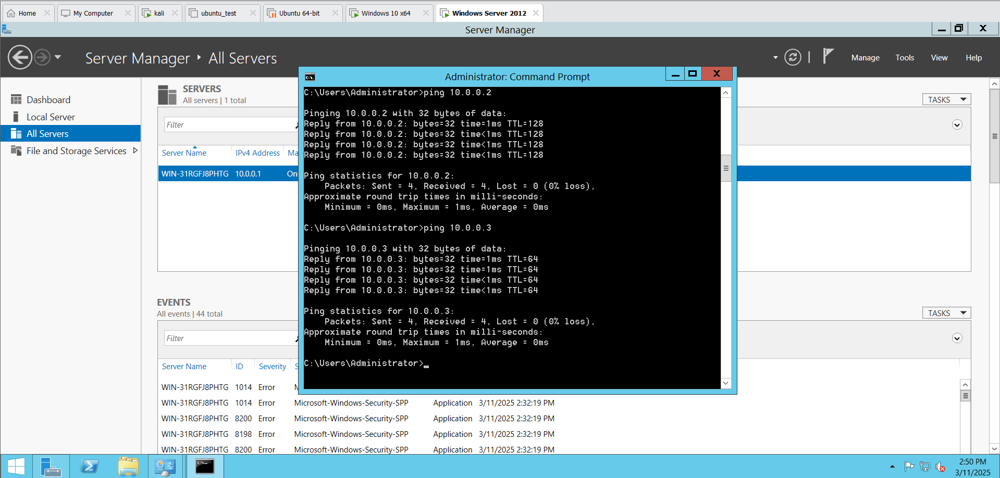 Home
My Computer
kali
ubuntu_test
Ubuntu 64-bit
Windows 10 x64
Windows Server 2012
Server Manager
Server Manager ‣ All Servers
Manage
Tools
View
Help
Dashboard
Local Server
All Servers
File and Storage Services
SERVERS
All servers | 1 total
TASKS
Filter
Server Name IPv4 Address Ma
WIN-31RGFJ8PHTG 10.0.0.1 Onl
Administrator: Command Prompt
C:\Users\Administrator>ping 10.0.0.2
Pinging 10.0.0.2 with 32 bytes of data:
Reply from 10.0.0.2: bytes=32 time=1ms TTL=128
Reply from 10.0.0.2: bytes=32 time<1ms TTL=128
Reply from 10.0.0.2: bytes=32 time<1ms TTL=128
Reply from 10.0.0.2: bytes=32 time<1ms TTL=128
Ping statistics for 10.0.0.2:
Packets: Sent = 4, Received = 4, Lost = 0 (0% loss),
Approximate round trip times in milli-seconds:
Minimum = 0ms, Maximum = 1ms, Average = 0ms
C:\Users\Administrator>ping 10.0.0.3
Pinging 10.0.0.3 with 32 bytes of data:
Reply from 10.0.0.3: bytes=32 time=1ms TTL=64
Reply from 10.0.0.3: bytes=32 time=1ms TTL=64
Reply from 10.0.0.3: bytes=32 time<1ms TTL=64
Reply from 10.0.0.3: bytes=32 time<1ms TTL=64
Ping statistics for 10.0.0.3:
Packets: Sent = 4, Received = 4, Lost = 0 (0% loss),
Approximate round trip times in milli-seconds:
Minimum = 0ms, Maximum = 1ms, Average = 0ms
C:\Users\Administrator>
EVENTS
All events | 44 total
TASKS
Filter
Server Name ID Severity S
WIN-31RGFJ8PHTG 1014 Error M
WIN-31RGFJ8PHTG 1014 Error Microsoft-Windows-Security-SPP Application 3/11/2025 2:32:19 PM
WIN-31RGFJ8PHTG 8200 Error Microsoft-Windows-Security-SPP Application 3/11/2025 2:32:19 PM
WIN-31RGFJ8PHTG 8198 Error Microsoft-Windows-Security-SPP Application 3/11/2025 2:32:19 PM
WIN-31RGFJ8PHTG 8200 Error Microsoft-Windows-Security-SPP Application 3/11/2025 2:32:19 PM
2:50 PM
3/11/2025